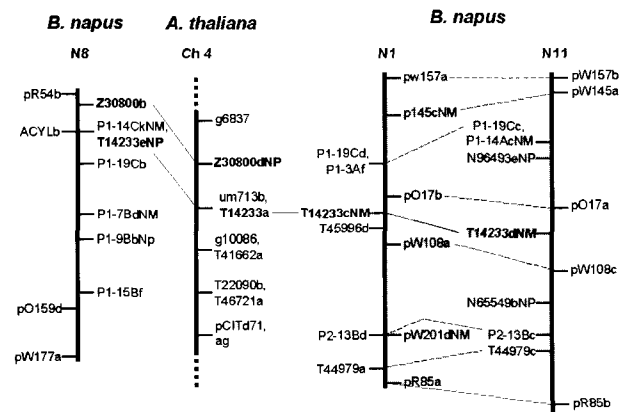 B. napus
A. thaliana
B. napus
N8
Ch 4
N1
N11
pR54b
Z30800b
ACYLb
P1-14CkNM,
T14233eNP
P1-19Cb
P1-7BdNM
P1-9BbNp
P1-15Bf
pO159d
pW177a
g6837
Z30800dNP
um713b,
T14233a
g10086,
T41662a
T22090b,
T46721a
pCITd71,
ag
pw157a
p145cNM
P1-19Cd,
P1-3Af
pO17b
T14233cNM
T45996d
pW108a
P2-13Bd
pW201dNM
T44979a
pR85a
pW157b
pW145a
P1-19Cc,
P1-14AcNM
N96493eNP
pO17a
T14233dNM
pW108c
N65549bNP
P2-13Bc
T44979c
pR85b